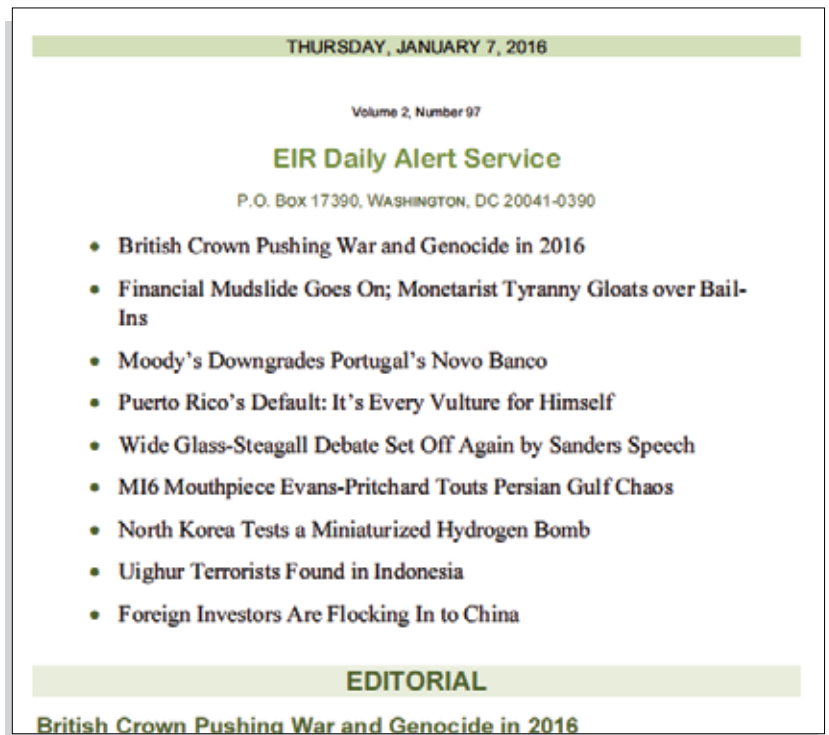 THURSDAY, JANUARY 7, 2016
Volume 2, Number 97
EIR Daily Alert Service
P.O. Box 17390, Washington, DC 20041-0390
• British Crown Pushing War and Genocide in 2016
• Financial Mudslide Goes On; Monetarist Tyranny Gloats over Bail-
Ins
• Moody’s Downgrades Portugal’s Novo Banco
• Puerto Rico’s Default: It’s Every Vulture for Himself
• Wide Glass-Steagall Debate Set Off Again by Sanders Speech
• MI6 Mouthpiece Evans-Pritchard Touts Persian Gulf Chaos
• North Korea Tests a Miniaturized Hydrogen Bomb
• Uighur Terrorists Found in Indonesia
• Foreign Investors Are Flocking In to China
EDITORIAL
British Crown Pushing War and Genocide in 2016